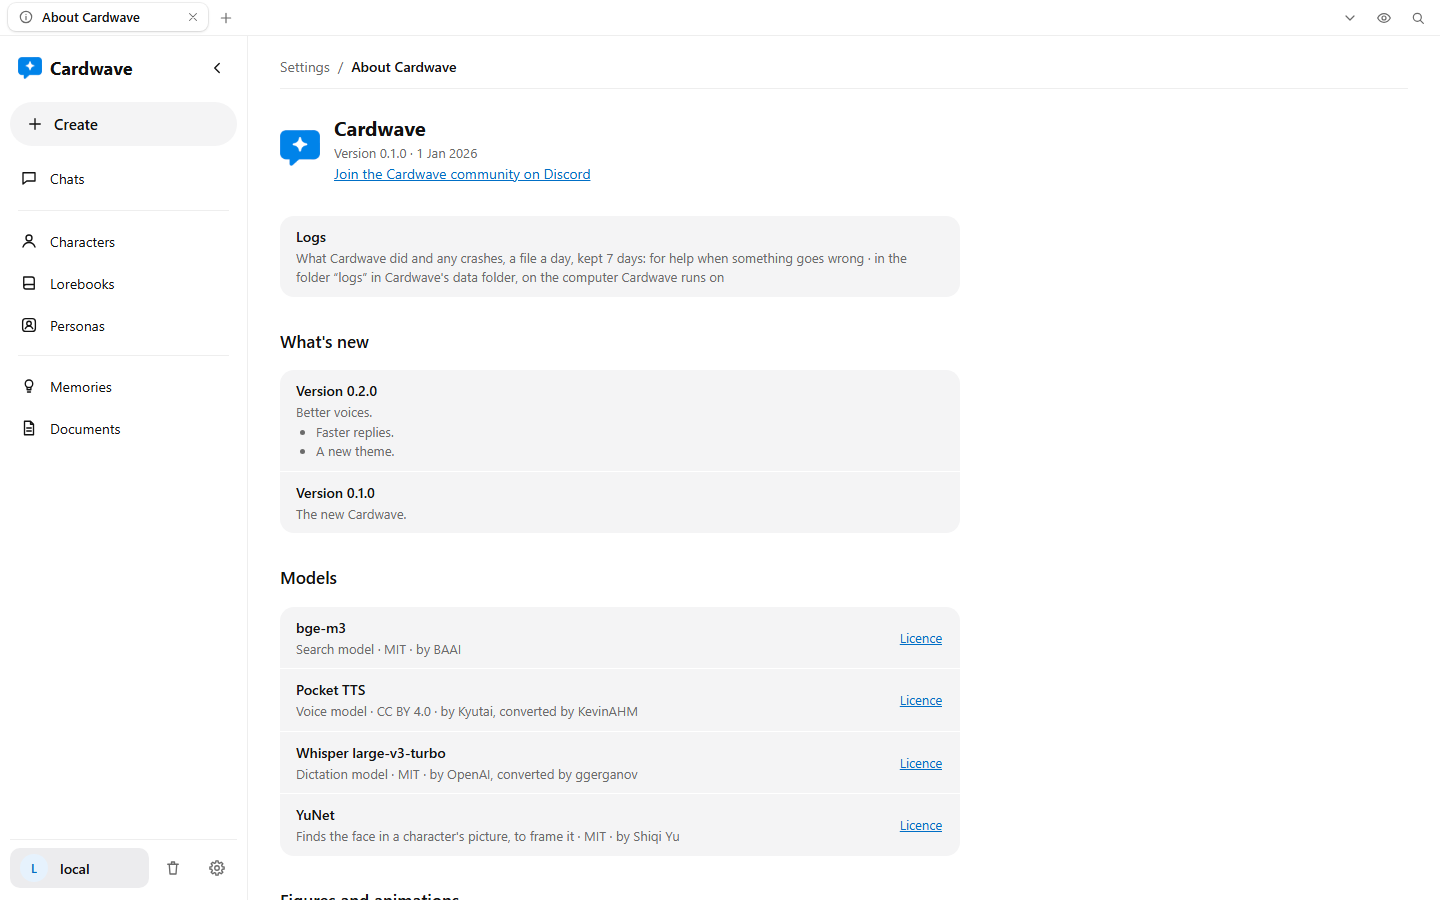 About Cardwave
Cardwave
Create
Chats
Characters
Lorebooks
Personas
Memories
Documents
L
local
Settings / About Cardwave
Cardwave
Version 0.1.0 · 1 Jan 2026
Join the Cardwave community on Discord
Logs
What Cardwave did and any crashes, a file a day, kept 7 days: for help when something goes wrong · in the
folder “logs” in Cardwave's data folder, on the computer Cardwave runs on
What's new
Version 0.2.0
Better voices.
• Faster replies.
• A new theme.
Version 0.1.0
The new Cardwave.
Models
bge-m3
Search model · MIT · by BAAI
Licence
Pocket TTS
Voice model · CC BY 4.0 · by Kyutai, converted by KevinAHM
Licence
Whisper large-v3-turbo
Dictation model · MIT · by OpenAI, converted by ggerganov
Licence
YuNet
Finds the face in a character's picture, to frame it · MIT · by Shiqi Yu
Licence
Figures and animations